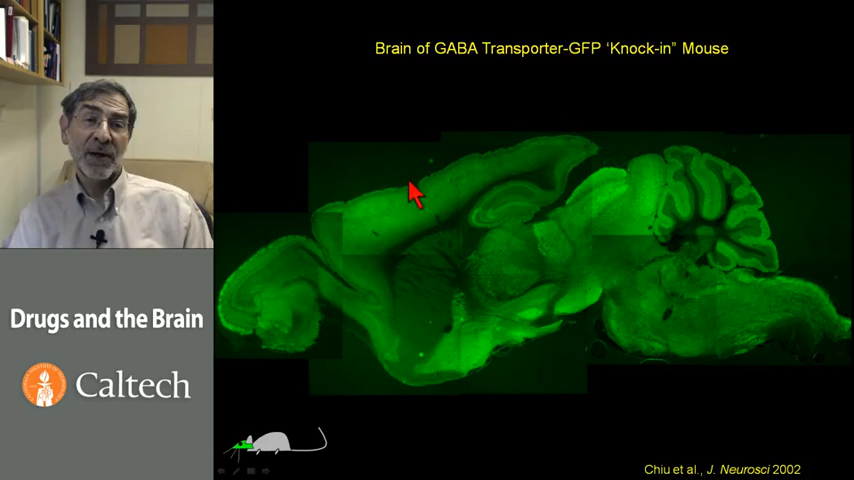 Brain of GABA Transporter-GFP ‘Knock-in” Mouse
Drugs and the Brain
Caltech
Chiu et al., J. Neurosci 2002